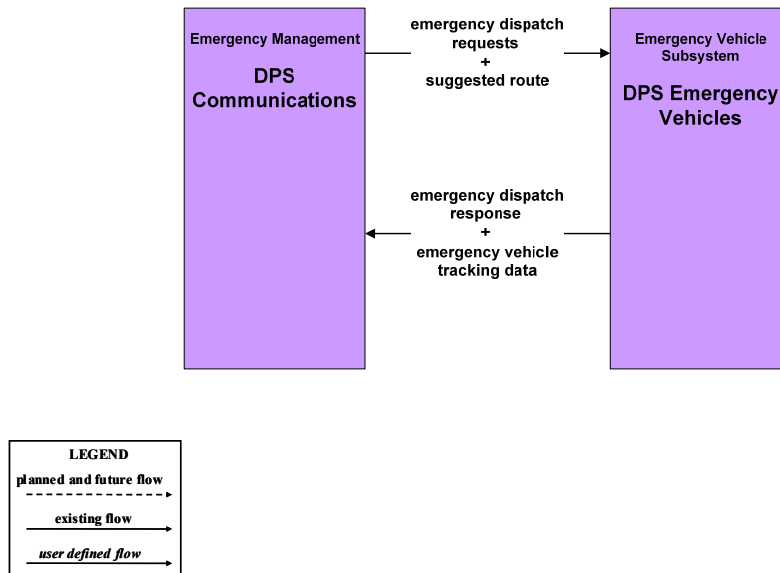 Emergency Management
DPS
Communications
emergency dispatch
requests
+
suggested route
Emergency Vehicle
Subsystem
DPS Emergency
Vehicles
emergency dispatch
response
+
emergency vehicle
tracking data
LEGEND
planned and future flow
existing flow
user defined flow